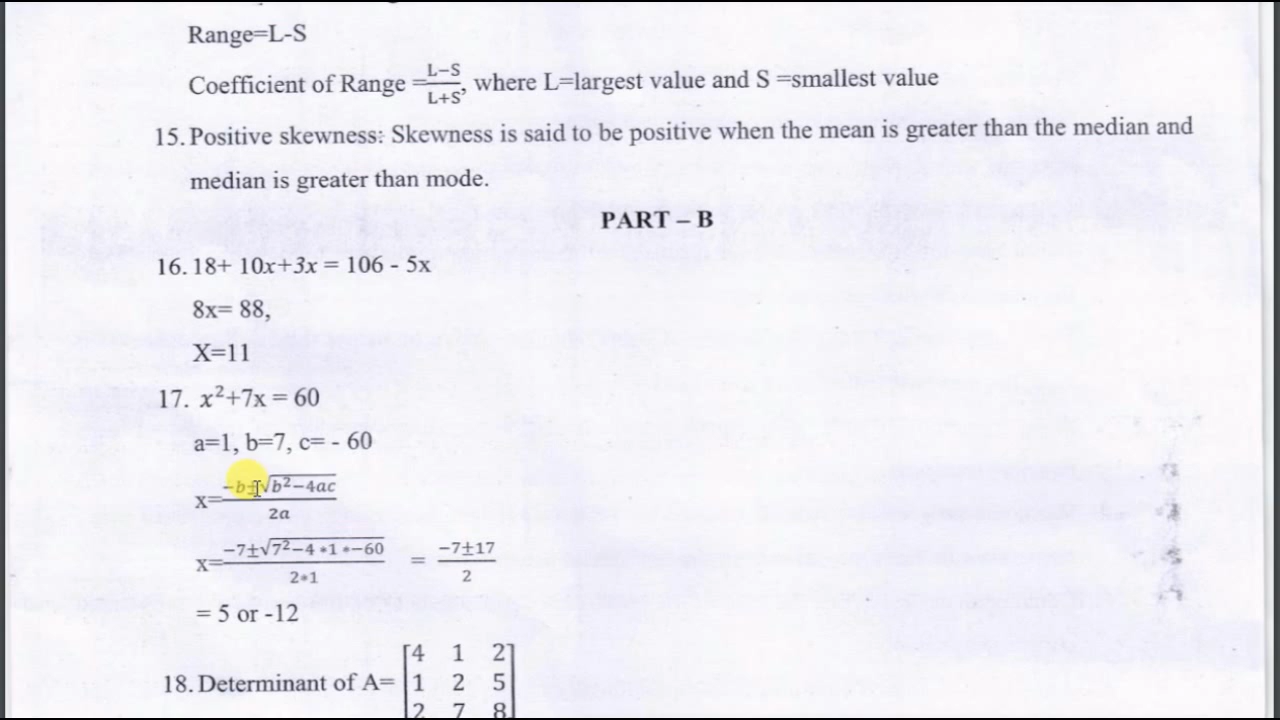 Range=L-S
Coefficient of Range =\frac{L−S}{L+S}, where L=largest value and S =smallest value
15. Positive skewness: Skewness is said to be positive when the mean is greater than the median and
median is greater than mode.
PART – B
16. 18+ 10x+3x = 106 - 5x
8x= 88,
X=11
17. x²+7x = 60
a=1, b=7, c= - 60
x=\frac{−b±√(b²−4ac)}{2a}
x=\frac{−7±√(7²−4∗1∗−60)}{2∗1} = \frac{−7±17}{2}
= 5 or -12
18. Determinant of A= [4 1 2
1 2 5
2 7 8]